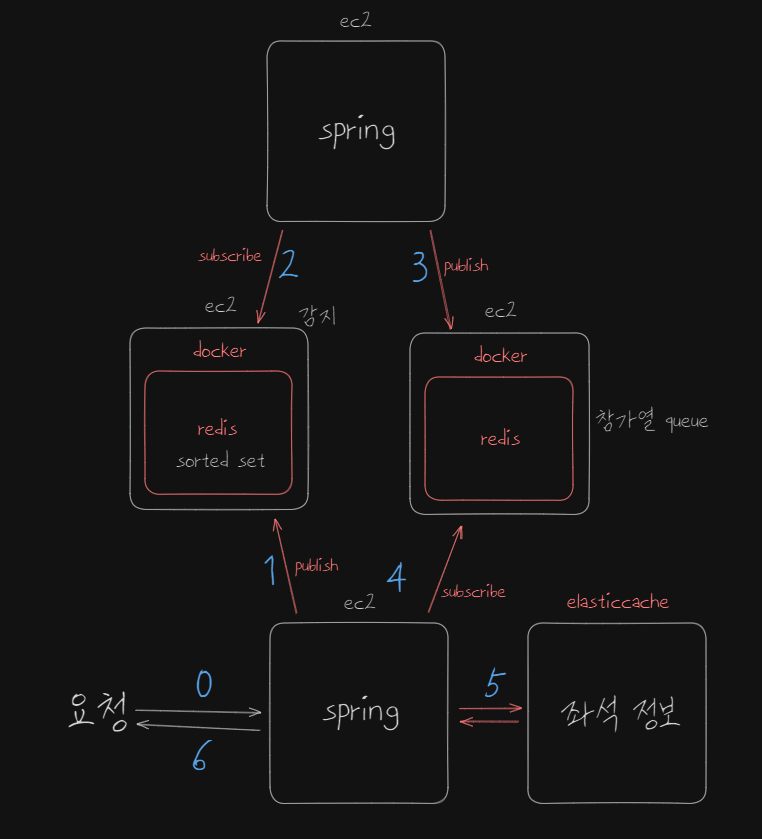 ec2
spring
subscribe
2
3
publish
ec2
감지
ec2
docker
docker
redis
sorted set
redis
참가열 queue
1
publish
4
subscribe
ec2
elasticcache
요청
0
6
spring
5
좌석 정보